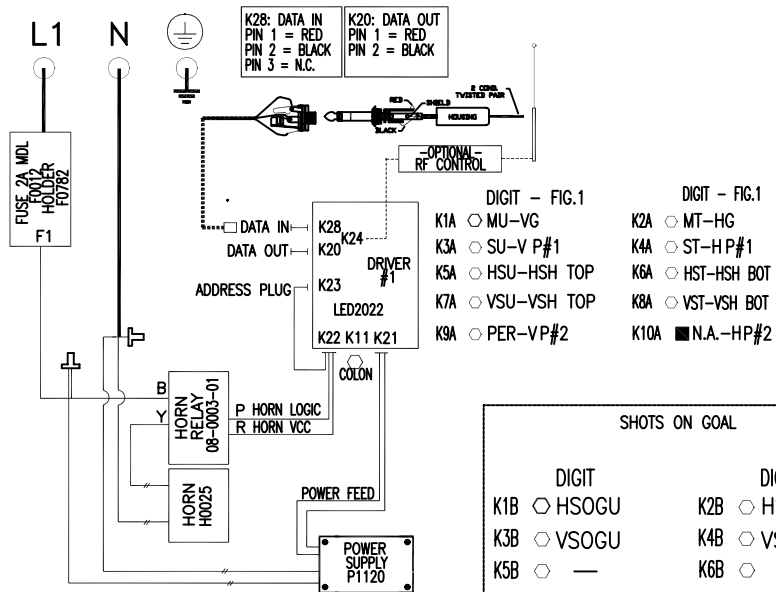 L1
N
K28: DATA IN
PIN 1 = RED
PIN 2 = BLACK
PIN 3 = N.C.
K20: DATA OUT
PIN 1 = RED
PIN 2 = BLACK
RED
SHIELD
BLACK
HOUSING
2 COND.
TWISTED PAIR
-OPTIONAL-
RF CONTROL
FUSE 2A MDL
F0012
HOLDER
F0782
F1
DATA IN
DATA OUT
ADDRESS PLUG
K28
K24
K20
K23
DRIVER
#1
LED2022
K22 K11 K21
COLON
DIGIT - FIG.1
K1A MU-VG
K3A SU-V P#1
K5A HSU-HSH TOP
K7A VSU-VSH TOP
K9A PER-V P#2
DIGIT - FIG.1
K2A MT-HG
K4A ST-H P#1
K6A HST-HSH BOT
K8A VST-VSH BOT
K10A N.A.-H P#2
B
Y
HORN
RELAY
08-0003-01
P HORN LOGIC
R HORN VCC
HORN
H0025
POWER FEED
POWER
SUPPLY
P1120
SHOTS ON GOAL
DIGIT
K1B HSOGU
K3B VSOGU
K5B —
DI
K2B H
K4B VS
K6B